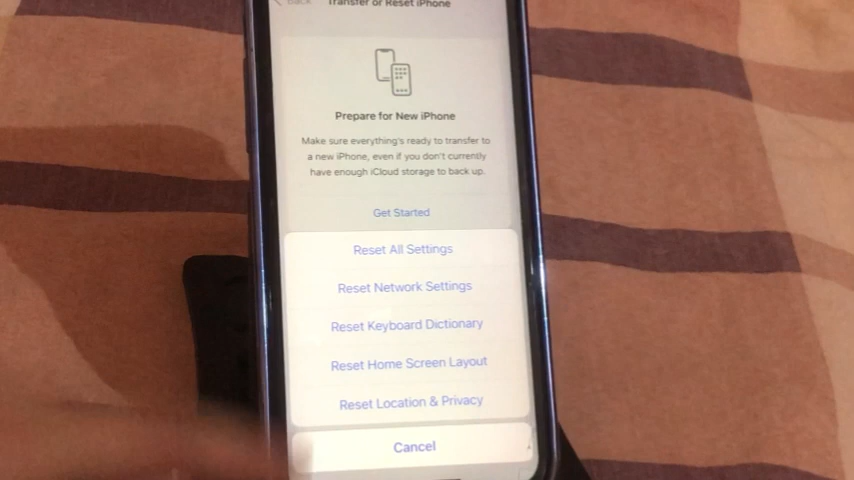 Back Transfer or Reset iPhone
Prepare for New iPhone
Make sure everything's ready to transfer to
a new iPhone, even if you don't currently
have enough iCloud storage to back up.
Get Started
Reset All Settings
Reset Network Settings
Reset Keyboard Dictionary
Reset Home Screen Layout
Reset Location & Privacy
Cancel